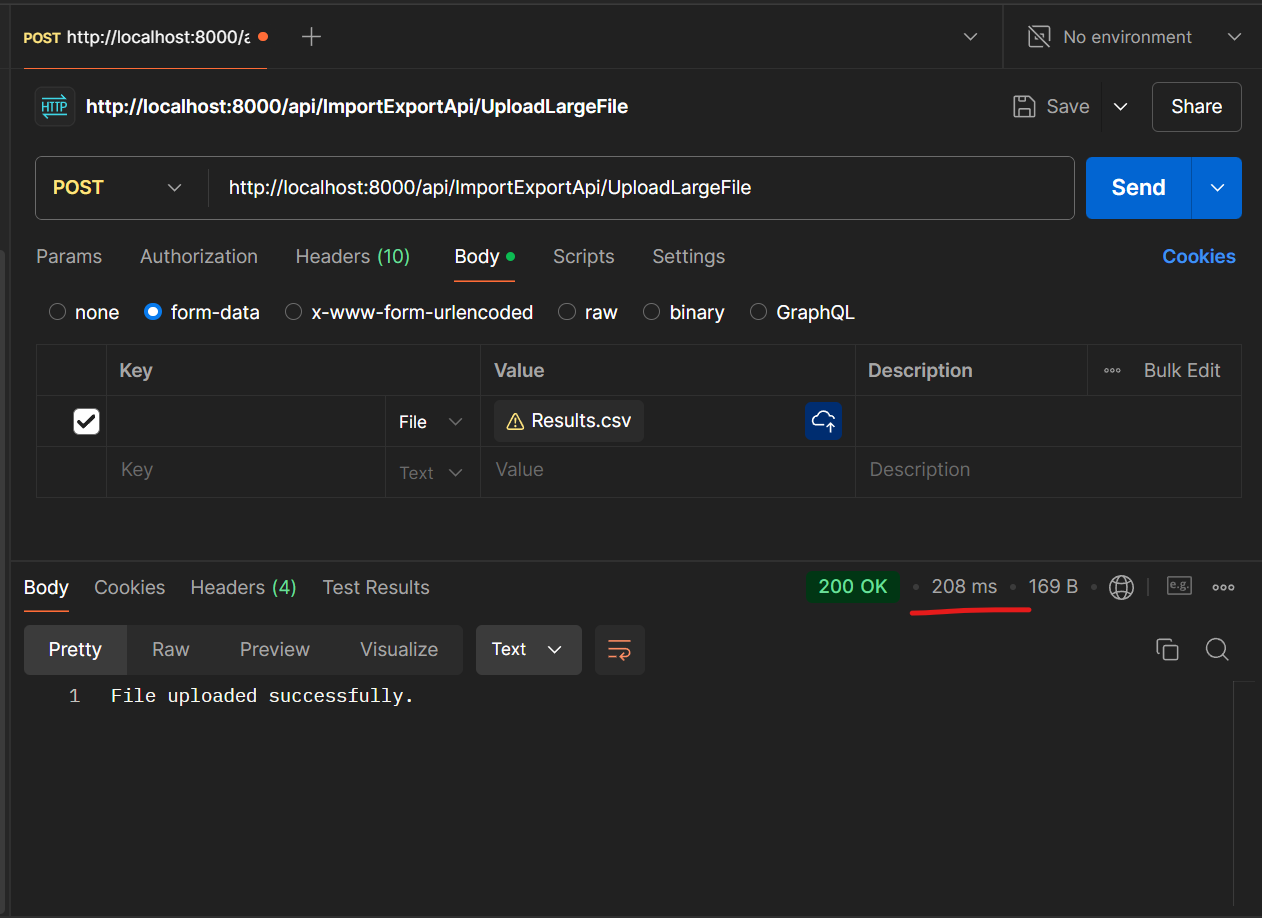 POST http://localhost:8000/a
No environment
HTTP http://localhost:8000/api/ImportExportApi/UploadLargeFile
Save
Share
POST http://localhost:8000/api/ImportExportApi/UploadLargeFile
Send
Params Authorization Headers (10) Body Scripts Settings Cookies
none form-data x-www-form-urlencoded raw binary GraphQL
Key Value Description Bulk Edit
File Results.csv
Key Text Value Description
Body Cookies Headers (4) Test Results 200 OK 208 ms 169 B e.g.
Pretty Raw Preview Visualize Text
1 File uploaded successfully.